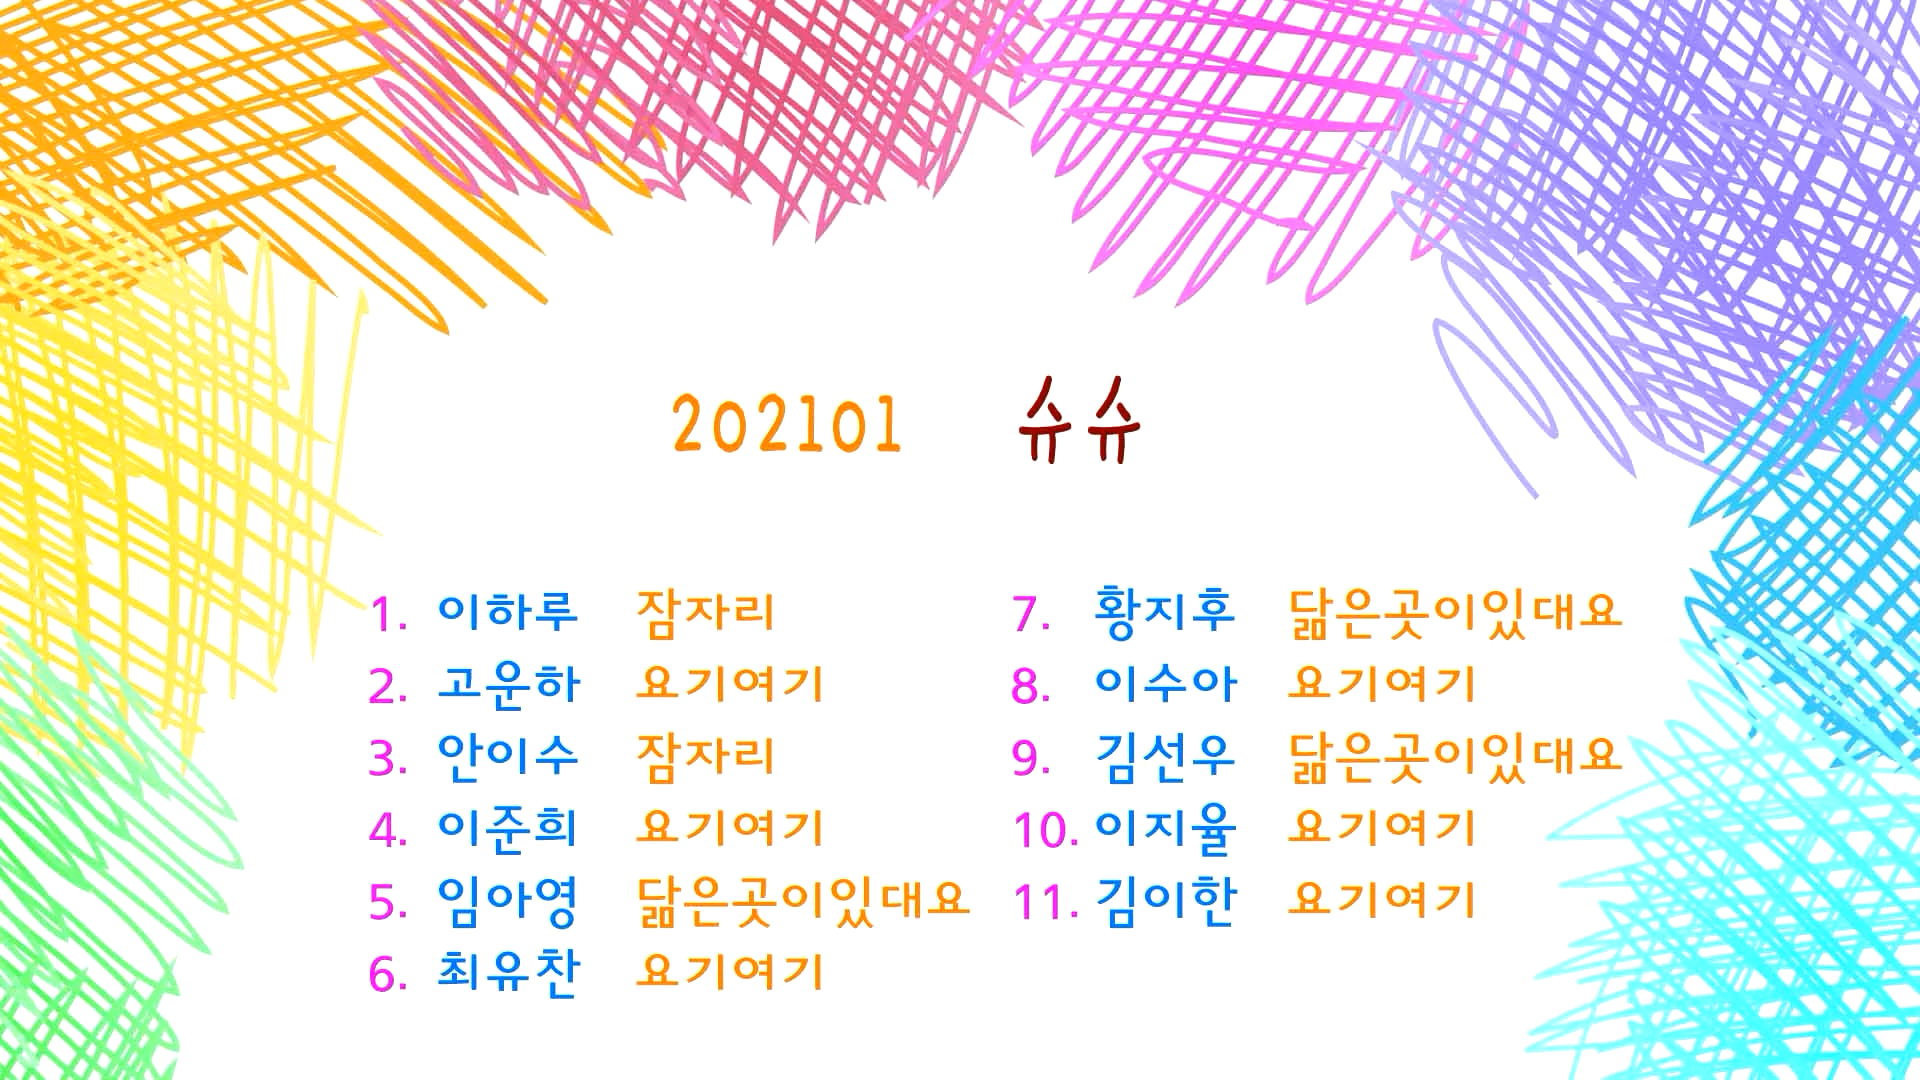 202101 슈슈
1. 이하루 잠자리
2. 고운하 요기여기
3. 안이수 잠자리
4. 이준희 요기여기
5. 임아영 닮은곳이있대요
6. 최유찬 요기여기
7. 황지후 닮은곳이있대요
8. 이수아 요기여기
9. 김선우 닮은곳이있대요
10. 이지율 요기여기
11. 김이한 요기여기